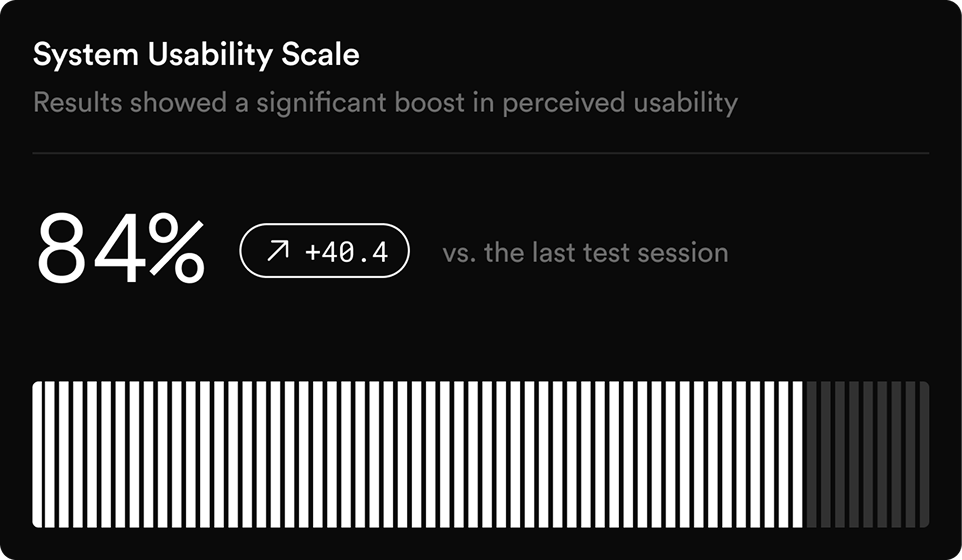 System Usability Scale
Results showed a significant boost in perceived usability
84% +40.4 vs. the last test session